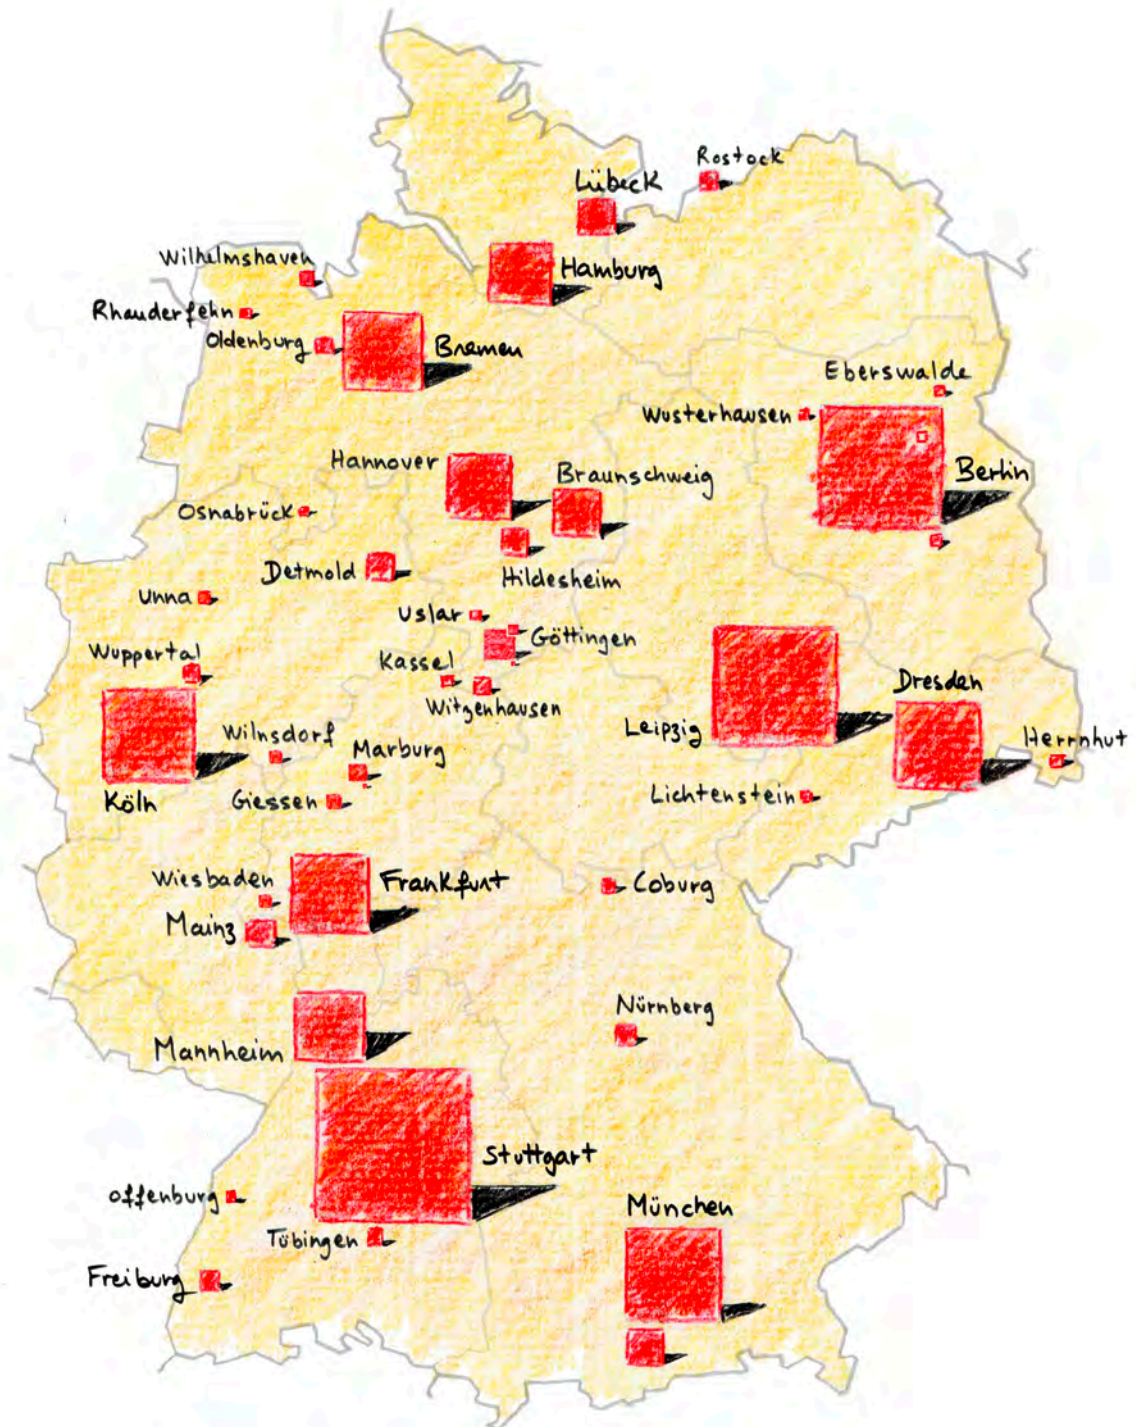 Rostock
Lübeck
Wilhelmshaven
Hamburg
Rhauderfehn
Oldenburg
Bremen
Eberswalde
Wusterhausen
Hannover
Braunschweig
Berlin
Osnabrück
Detmold
Hildesheim
Unna
Uslar
Göttingen
Wuppertal
Kassel
Witzenhausen
Dresden
Leipzig
Wilnsdorf
Marburg
Herrnhut
Köln
Giessen
Lichtenstein
Wiesbaden
Frankfurt
Coburg
Mainz
Nürnberg
Mannheim
Stuttgart
Offenburg
München
Tübingen
Freiburg